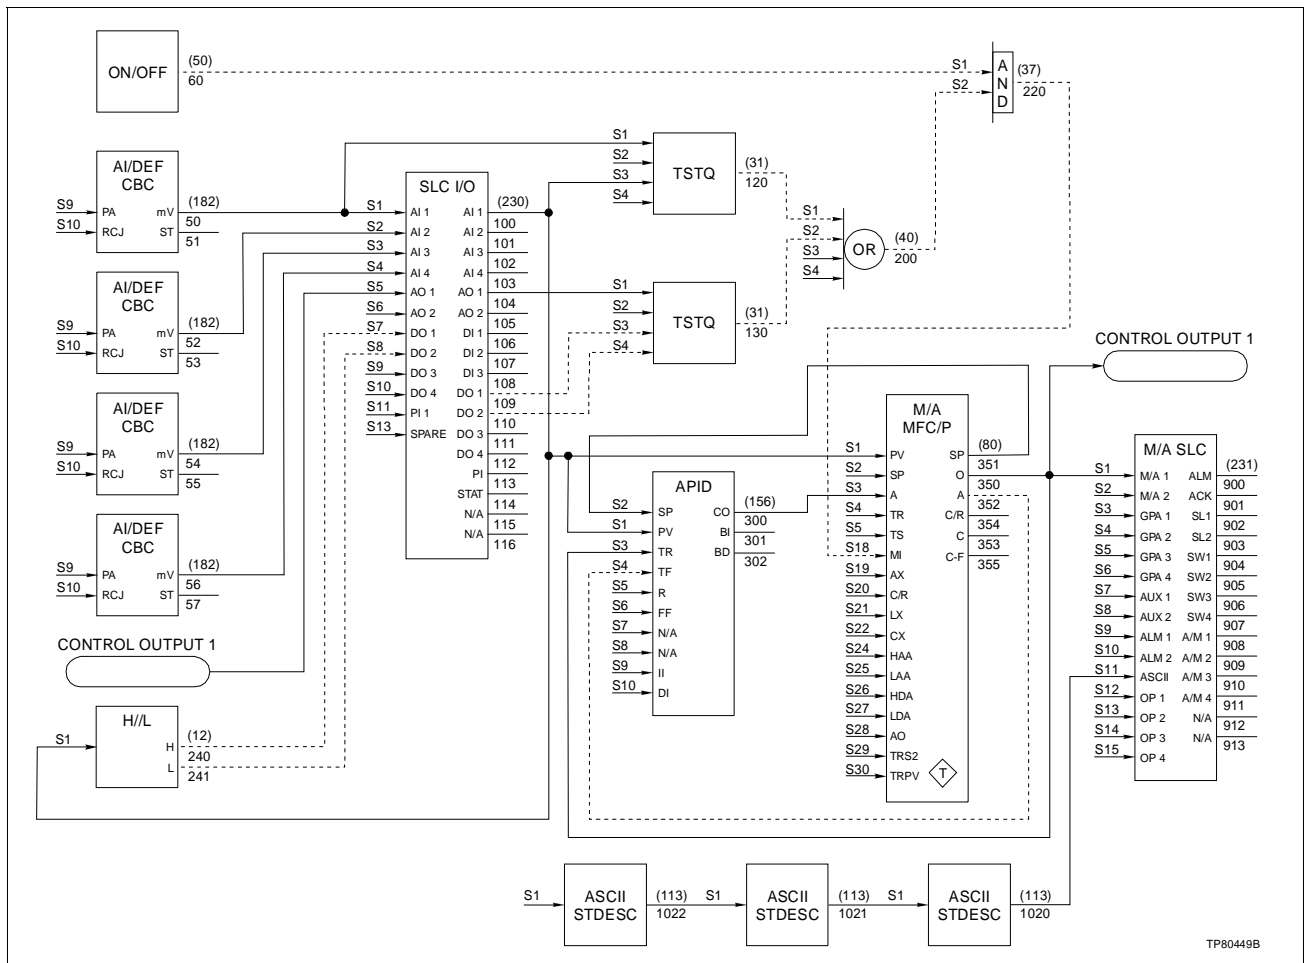 ON/OFF
(50)
60
S1
S2
A
N
D
(37)
220
AI/DEF
CBC
S9 PA mV (182)
50
S10 RCJ ST
51
AI/DEF
CBC
S9 PA mV (182)
52
S10 RCJ ST
53
AI/DEF
CBC
S9 PA mV (182)
54
S10 RCJ ST
55
AI/DEF
CBC
S9 PA mV (182)
56
S10 RCJ ST
57
CONTROL OUTPUT 1
H//L
S1
H (12)
240
L
241
SLC I/O
S1 AI 1 AI 1 (230)
100
S2 AI 2 AI 2
101
S3 AI 3 AI 3
102
S4 AI 4 AI 4
103
S5 AO 1 AO 1
104
S6 AO 2 AO 2
105
S7 DO 1 DI 1
106
S8 DO 2 DI 2
107
S9 DO 3 DI 3
108
S10 DO 4 DO 1
109
S11 PI 1 DO 2
110
S13 SPARE DO 3
111
DO 4
112
PI
113
STAT
114
N/A
115
N/A
116
S1
S2
S3
S4
TSTQ
(31)
120
S1
S2
S3
S4
TSTQ
(31)
130
S1
S2
S3
S4
OR
(40)
200
APID
S2 SP CO (156)
300
S1 PV BI
301
S3 TR BD
302
S4 TF
S5 R
S6 FF
S7 N/A
S8 N/A
S9 II
S10 DI
M/A
MFC/P
S1 PV SP (80)
351
S2 SP O
350
S3 A A
352
S4 TR C/R
354
S5 TS C
353
S18 MI C-F
355
S19 AX
S20 C/R
S21 LX
S22 CX
S24 HAA
S25 LAA
S26 HDA
S27 LDA
S28 AO
S29 TRS2
S30 TRPV
T
CONTROL OUTPUT 1
M/A SLC
S1 M/A 1 ALM (231)
900
S2 M/A 2 ACK
901
S3 GPA 1 SL1
902
S4 GPA 2 SL2
903
S5 GPA 3 SW1
904
S6 GPA 4 SW2
905
S7 AUX 1 SW3
906
S8 AUX 2 SW4
907
S9 ALM 1 A/M 1
908
S10 ALM 2 A/M 2
909
S11 ASCII A/M 3
910
S12 OP 1 A/M 4
911
S13 OP 2 N/A
912
S14 OP 3 N/A
913
S15 OP 4
S1
ASCII
STDESC
(113)
1022
S1
ASCII
STDESC
(113)
1021
S1
ASCII
STDESC
(113)
1020
TP80449B